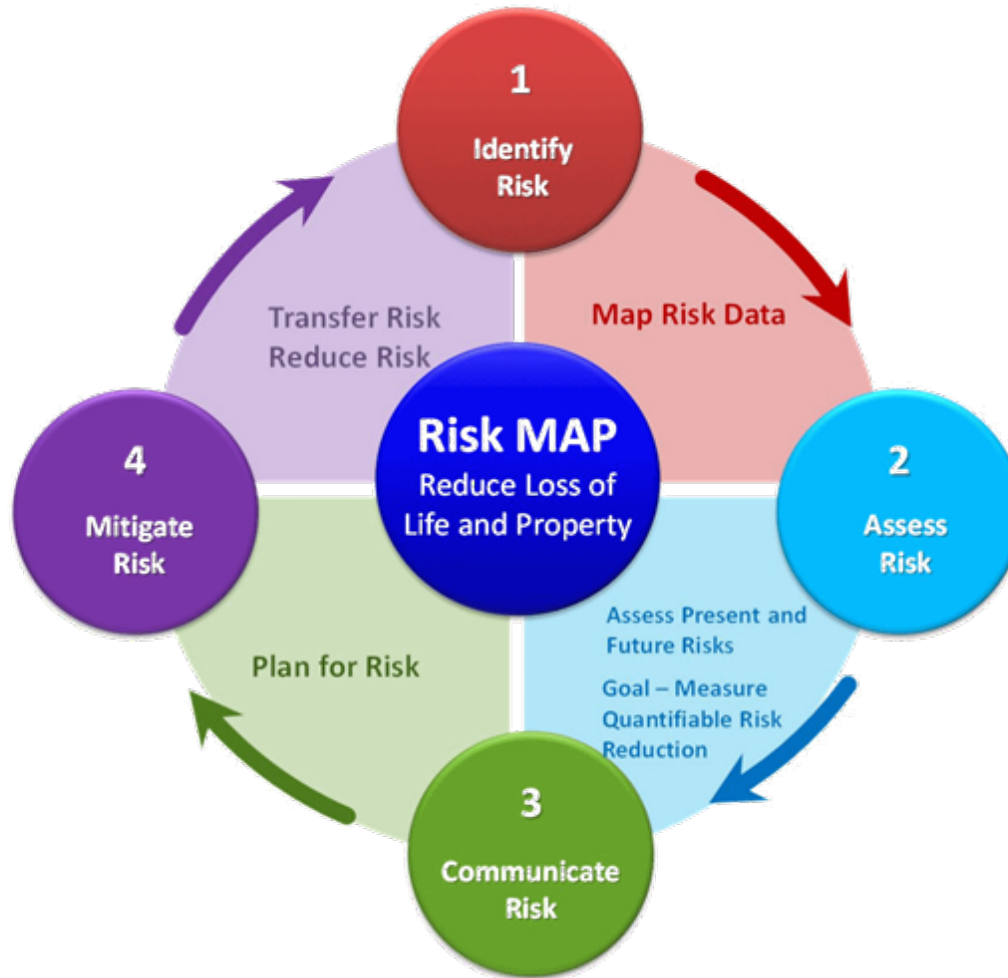 1
Identify
Risk
Map Risk Data
2
Assess
Risk
Assess Present and
Future Risks
Goal – Measure
Quantifiable Risk
Reduction
3
Communicate
Risk
Plan for Risk
4
Mitigate
Risk
Transfer Risk
Reduce Risk
Risk MAP
Reduce Loss of
Life and Property